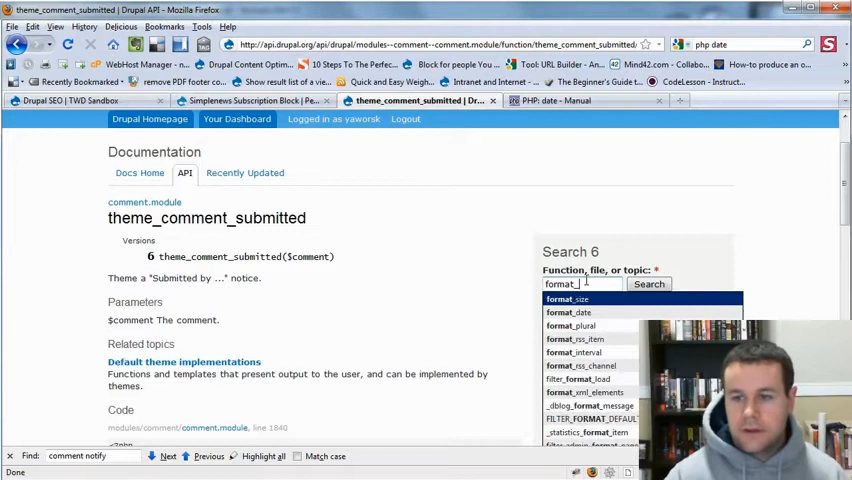 theme_comment_submitted | Drupal API - Mozilla Firefox
File Edit View History Delicious Bookmarks Tools Help
http://api.drupal.org/api/drupal/modules--comment--comment.module/function/theme_comment_submitted/
php date
WebHost Manager - ... Drupal Content Optim... 10 Steps To The Perfec... Block for people of You... Tool: URL Builder - An... Mind42.com - Collabo... How-to produce an o...
Recently Bookmarked remove PDF footer co... Show result list of a view... Quick and Easy Weigh... Intranet and Internet ... The Beginner's Guide t... CodeLesson - Instruct...
Drupal SEO | TWD Sandbox
Simplenews Subscription Block | Pe...
theme_comment_submitted | Dr...
PHP: date - Manual
Drupal Homepage Your Dashboard Logged in as yaworsk Logout
Documentation
Docs Home API Recently Updated
comment.module
theme_comment_submitted
Versions
6 theme_comment_submitted($comment)
Theme a "Submitted by ..." notice.
Parameters
$comment The comment.
Related topics
Default theme implementations
Functions and templates that present output to the user, and can be implemented by
themes.
Code
modules/comment/comment.module, line 1840
<?php
Search 6
Function, file, or topic: *
format_
Search
format_size
format_date
format_plural
format_rss_item
format_interval
format_rss_channel
filter_format_load
format_xml_elements
_dblog_format_message
FILTER_FORMAT_DEFAULT
_statistics_format_item
Find: comment notify Next Previous Highlight all Match case
Done